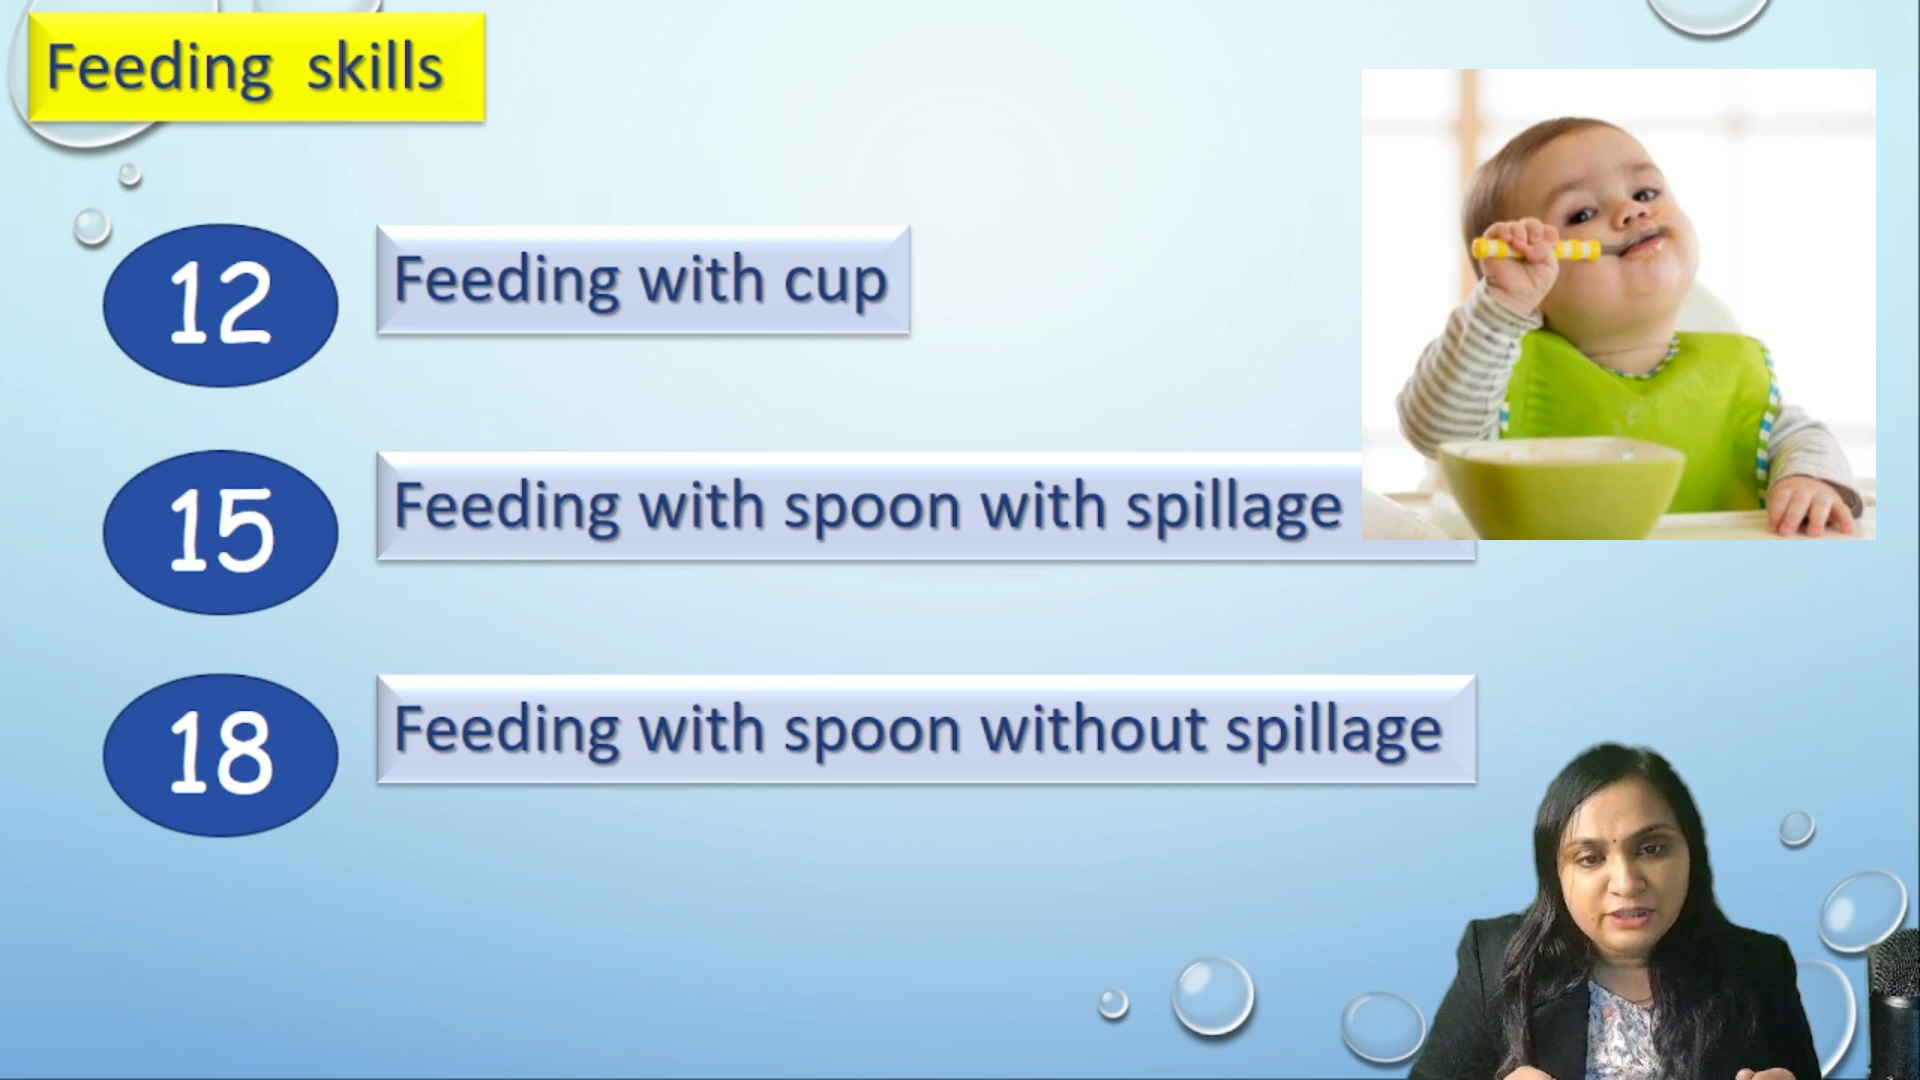 Feeding skills
12
Feeding with cup
15
Feeding with spoon with spillage
18
Feeding with spoon without spillage